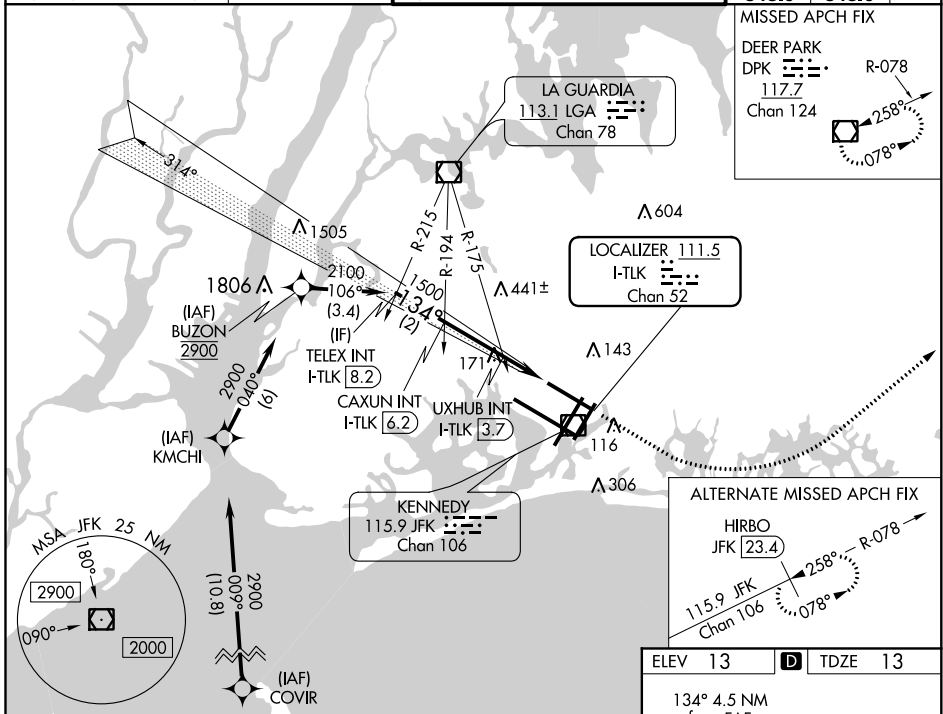 MISSED APCH FIX
DEER PARK
DPK
117.7
Chan 124
R-078
258°
078°
LA GUARDIA
113.1 LGA
Chan 78
314°
1505
R-215
R-194
R-175
604
LOCALIZER 111.5
I-TLK
Chan 52
1806
2100
106°
(3.4)
1500
134°
(2)
441±
(IAF)
BUZON
2900
(IF)
TELEX INT
I-TLK 8.2
143
171
2900
040°
(6)
CAXUN INT
I-TLK 6.2
UXHUB INT
I-TLK 3.7
(IAF)
KMCHI
116
306
KENNEDY
115.9 JFK
Chan 106
ALTERNATE MISSED APCH FIX
HIRBO
JFK 23.4
258°
R-078
078°
115.9 JFK
Chan 106
MSA JFK 25 NM
180°
2900
090°
2000
2900
009°
(10.8)
(IAF)
COVIR
ELEV 13 D TDZE 13
134° 4.5 NM